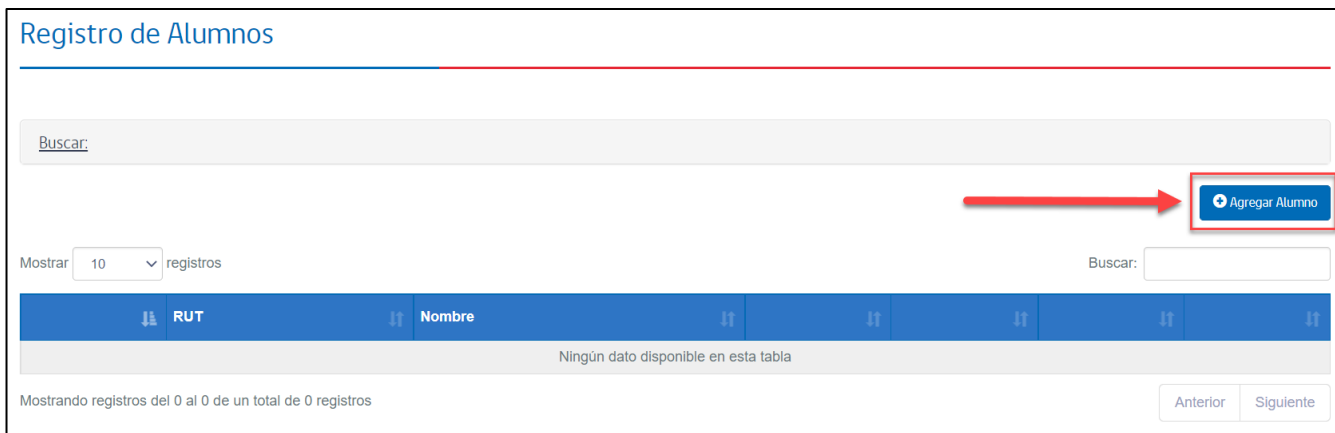 Registro de Alumnos
Buscar:
Agregar Alumno
Mostrar 10 registros Buscar:
RUT Nombre
Ningún dato disponible en esta tabla
Mostrando registros del 0 al 0 de un total de 0 registros Anterior Siguiente